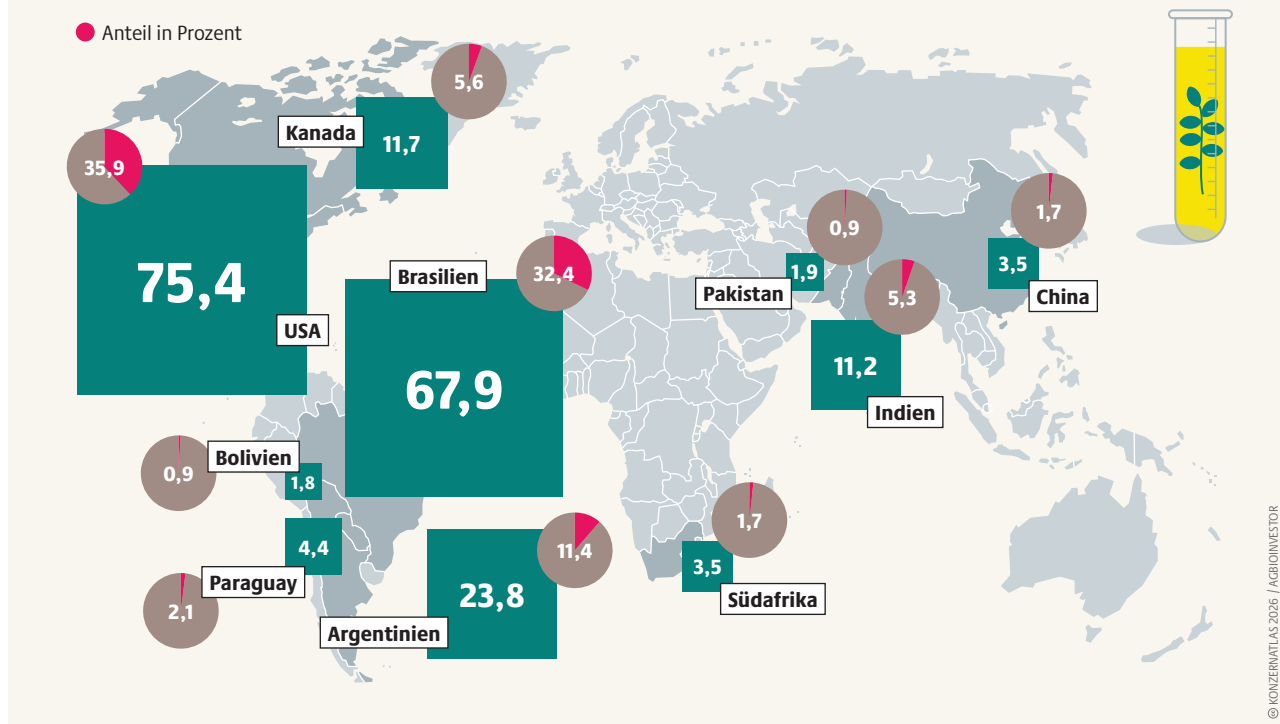 Anteil in Prozent
5,6
Kanada
11,7
35,9
75,4
USA
Brasilien
32,4
67,9
0,9
1,9
Pakistan
5,3
11,2
Indien
1,7
3,5
China
Bolivien
0,9
1,8
4,4
Paraguay
2,1
11,4
23,8
Argentinien
1,7
3,5
Südafrika
KONZERNATLAS 2026 / AGBIOINVESTOR